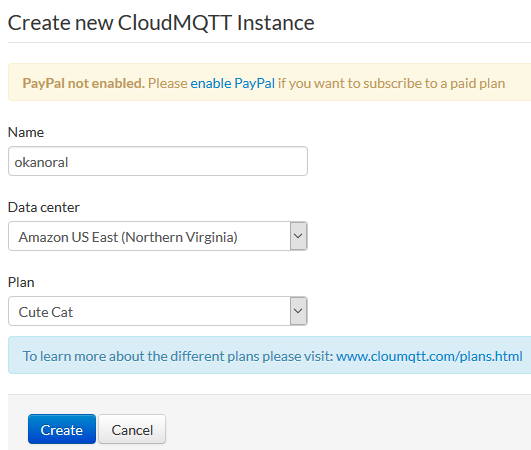 Create new CloudMQTT Instance
PayPal not enabled. Please enable PayPal if you want to subscribe to a paid plan
Name
okanoral
Data center
Amazon US East (Northern Virginia)
Plan
Cute Cat
To learn more about the different plans please visit: www.cloumqtt.com/plans.html
Create Cancel